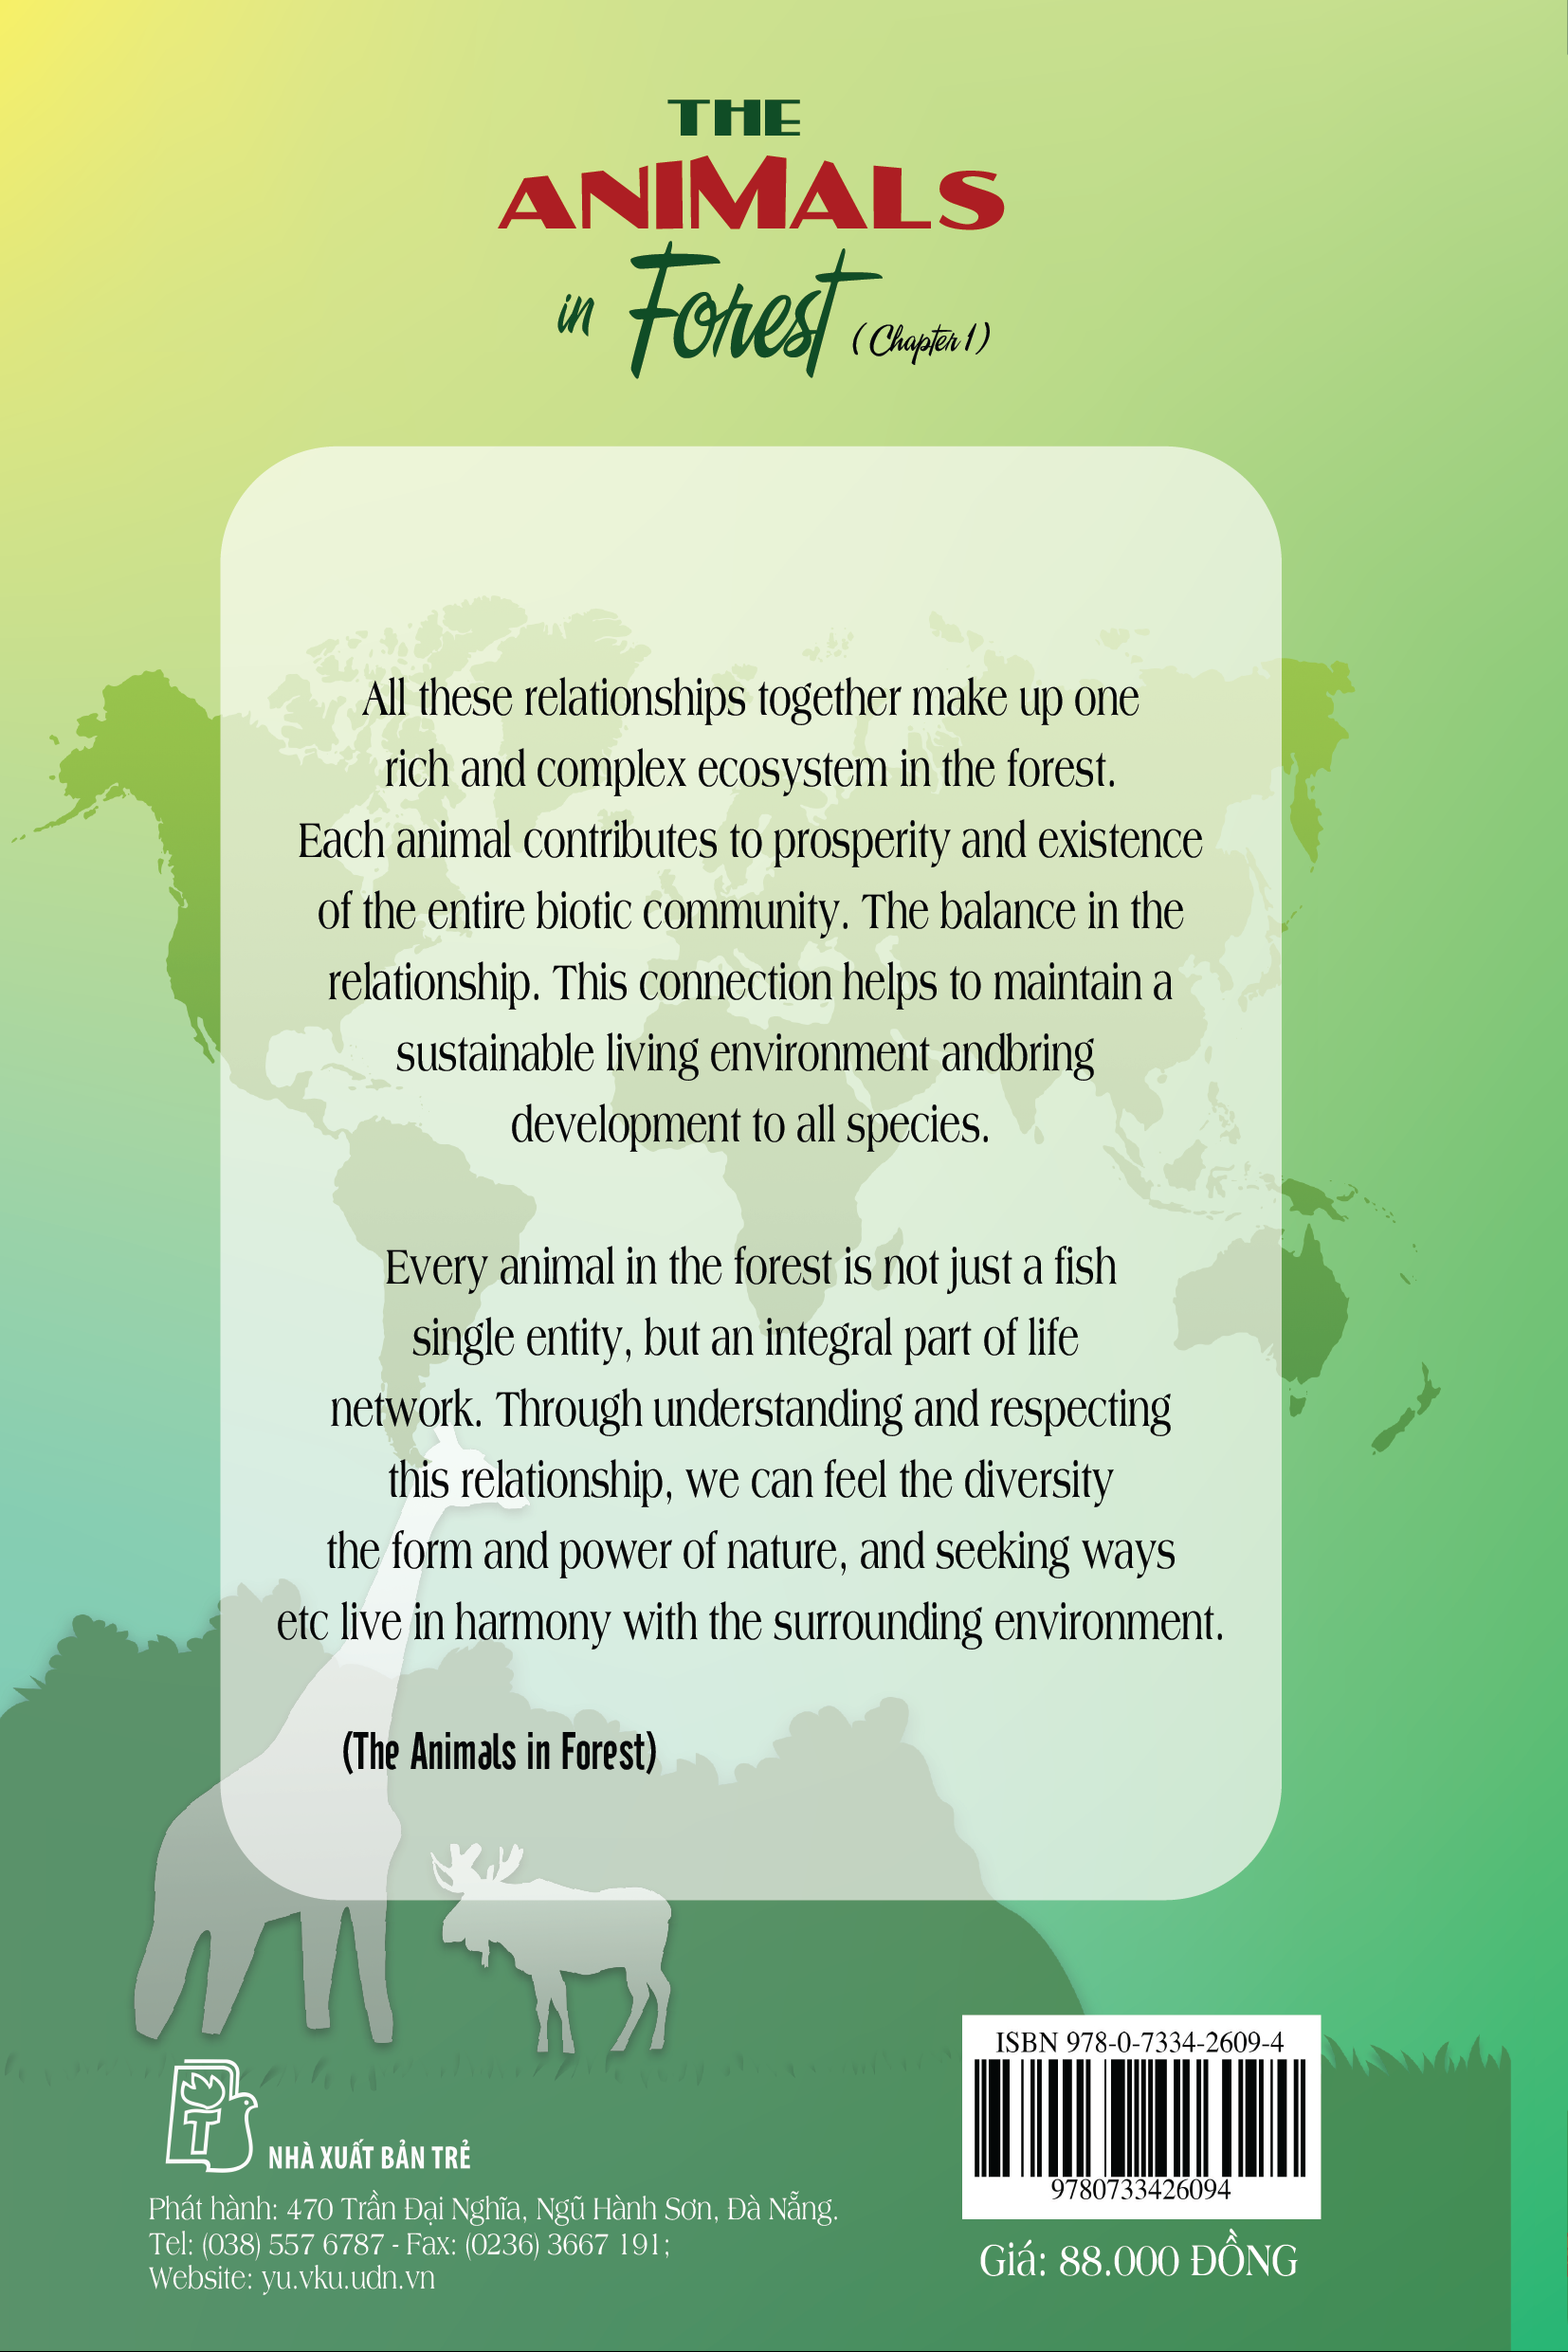 THE
ANIMALS
in Forest (Chapter 1)
All these relationships together make up one
rich and complex ecosystem in the forest.
Each animal contributes to prosperity and existence
of the entire biotic community. The balance in the
relationship. This connection helps to maintain a
sustainable living environment andbring
development to all species.
Every animal in the forest is not just a fish
single entity, but an integral part of life
network. Through understanding and respecting
this relationship, we can feel the diversity
the form and power of nature, and seeking ways
etc live in harmony with the surrounding environment.
(The Animals in Forest)
T
NHÀ XUẤT BẢN TRẺ
Phát hành: 470 Trần Đại Nghĩa, Ngũ Hành Sơn, Đà Nẵng.
Tel: (038) 557 6787 - Fax: (0236) 3667 191;
Website: yu.vku.udn.vn
ISBN 978-0-7334-2609-4
9780733426094
Giá: 88.000 ĐỒNG